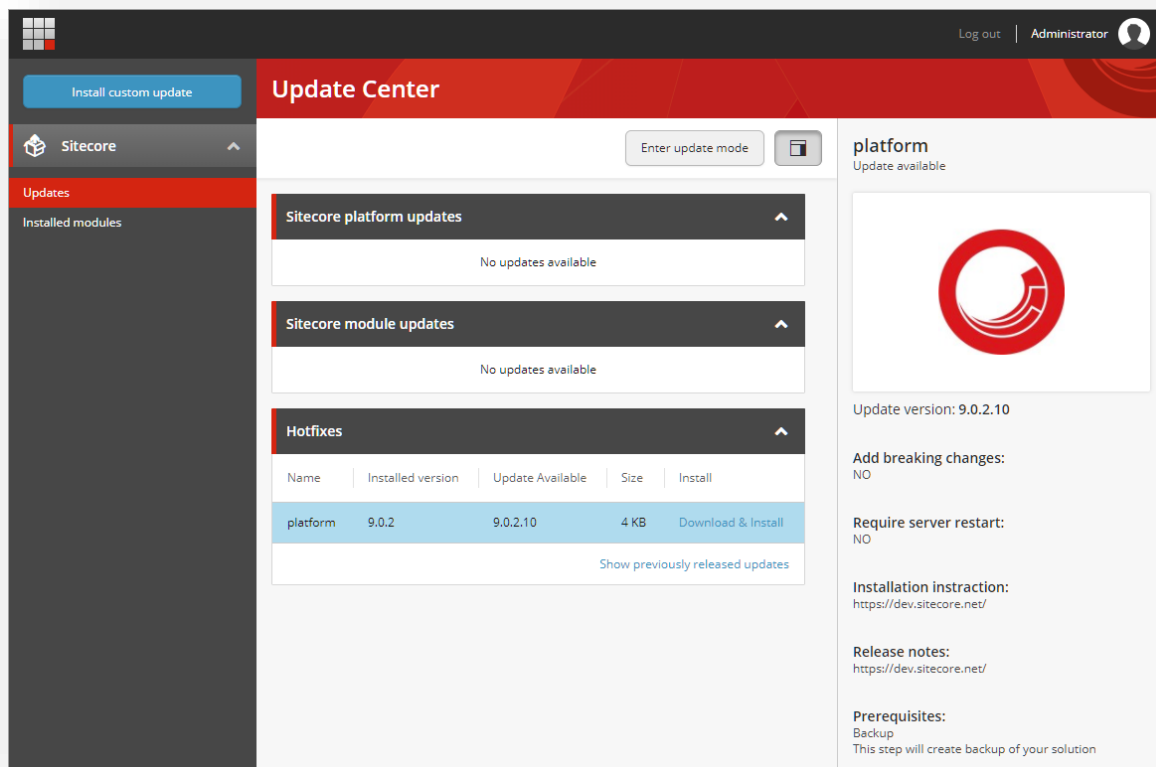 Log out
Administrator
Install custom update
Update Center
Sitecore
Updates
Installed modules
Enter update mode
Sitecore platform updates
No updates available
Sitecore module updates
No updates available
Hotfixes
Name Installed version Update Available Size Install
platform 9.0.2 9.0.2.10 4 KB Download & Install
Show previously released updates
platform
Update available
Update version: 9.0.2.10
Add breaking changes:
NO
Require server restart:
NO
Installation instraction:
https://dev.sitecore.net/
Release notes:
https://dev.sitecore.net/
Prerequisites:
Backup
This step will create backup of your solution